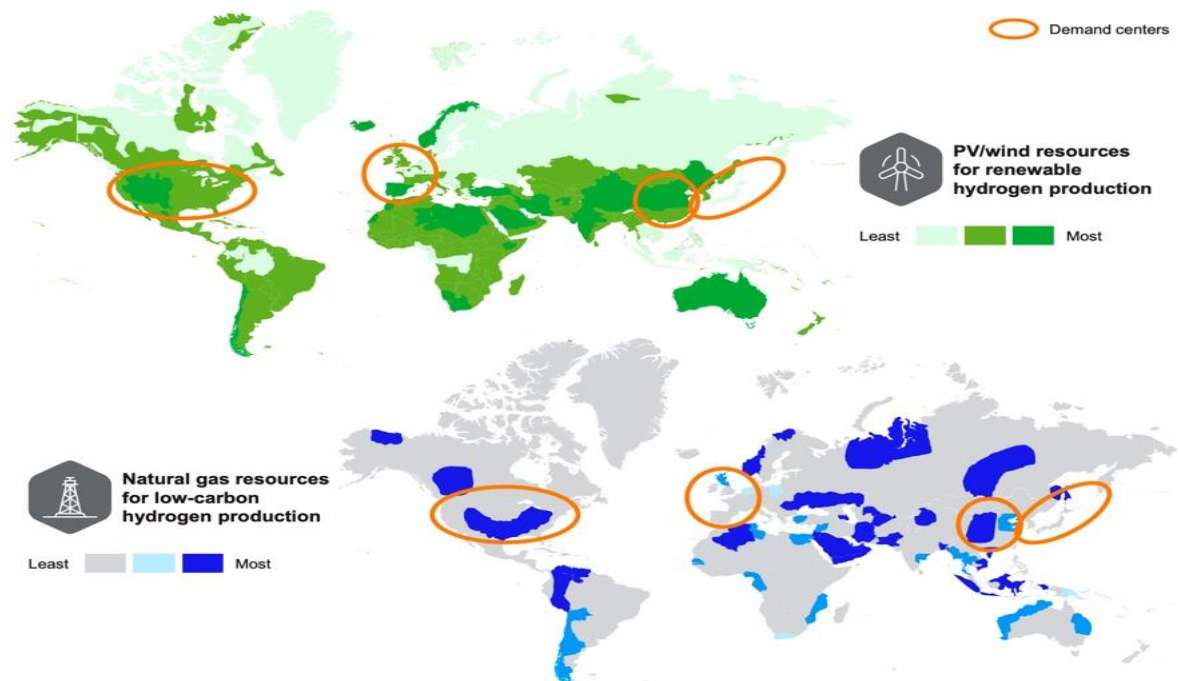 Demand centers
PV/wind resources
for renewable
hydrogen production
Least Most
Natural gas resources
for low-carbon
hydrogen production
Least Most